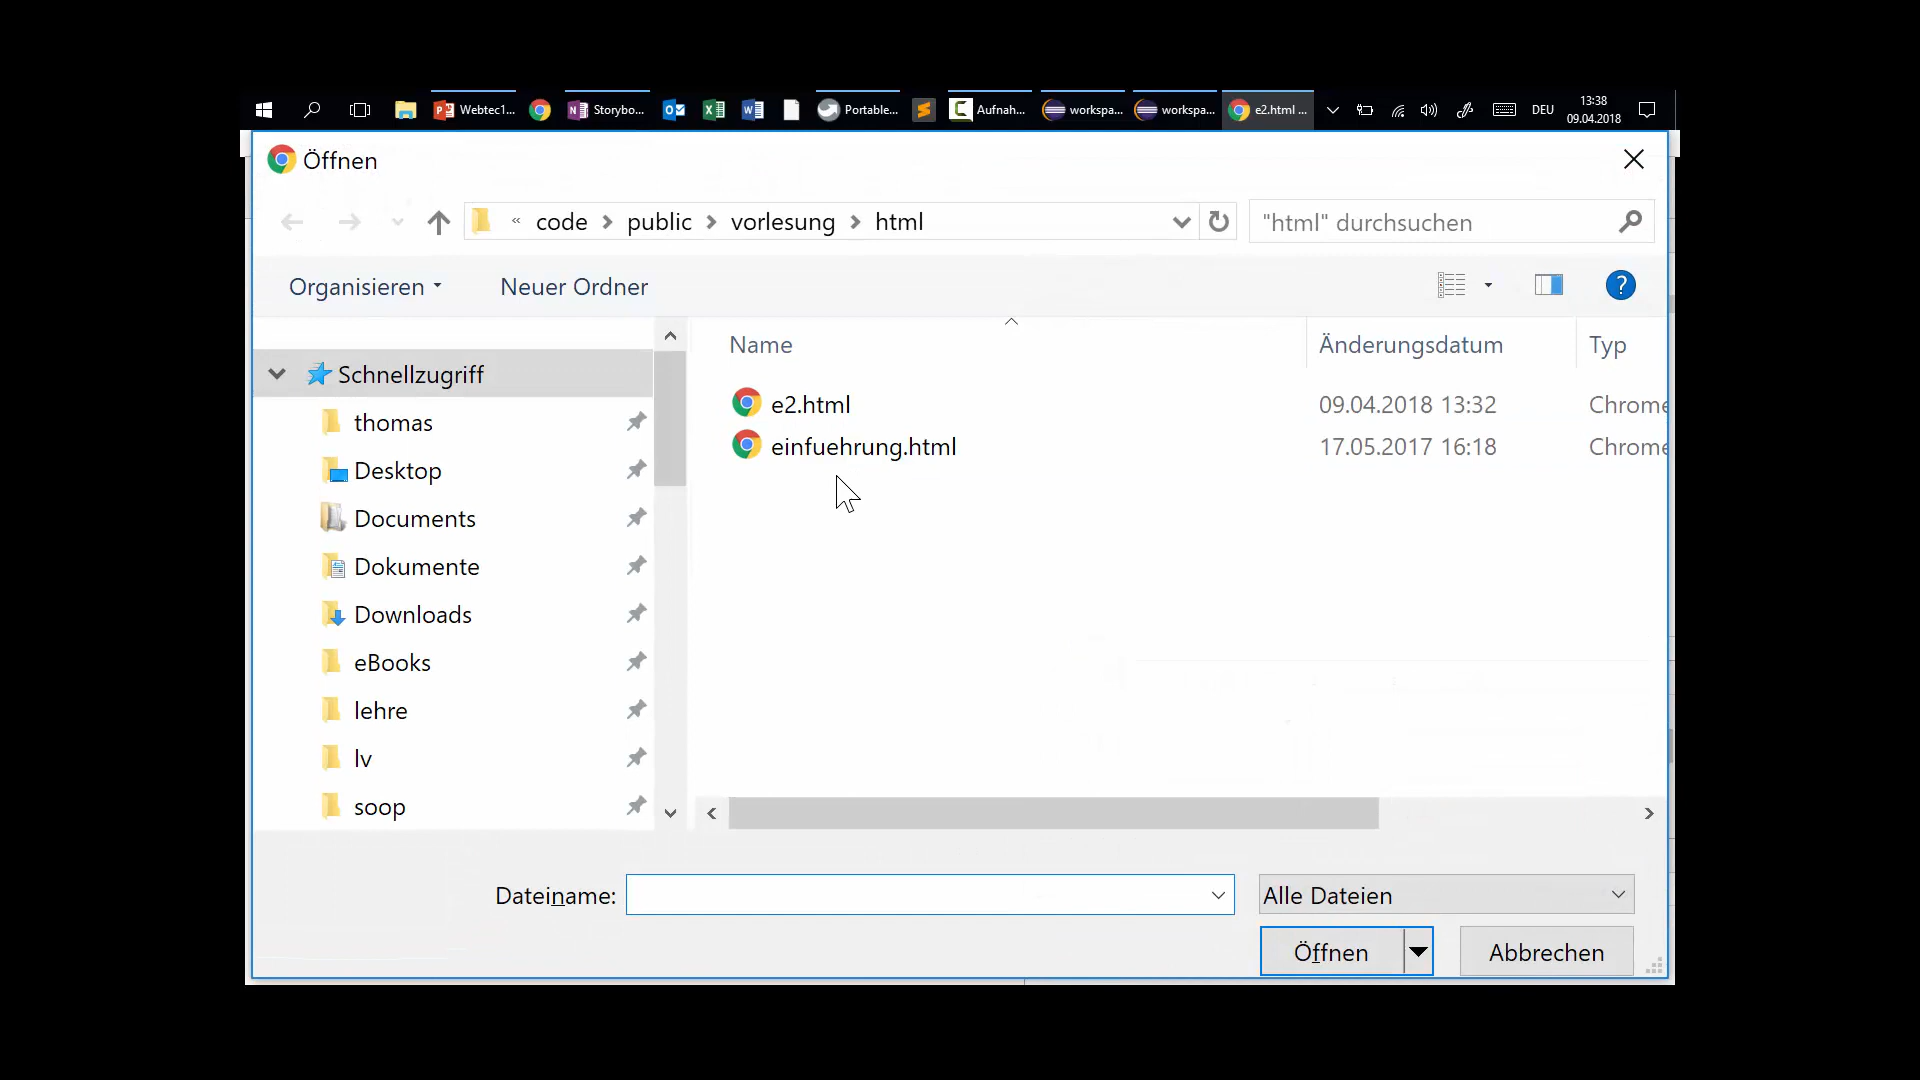 Webtec1...
Storybo...
Portable...
Aufnah...
workspa...
workspa...
e2.html ...
DEU
13:38
09.04.2018
Öffnen
« code > public > vorlesung > html
"html" durchsuchen
Organisieren
Neuer Ordner
Name
Änderungsdatum
Typ
Schnellzugriff
thomas
Desktop
Documents
Dokumente
Downloads
eBooks
lehre
lv
soop
e2.html
09.04.2018 13:32
Chrome
einfuehrung.html
17.05.2017 16:18
Chrome
Dateiname:
Alle Dateien
Öffnen
Abbrechen